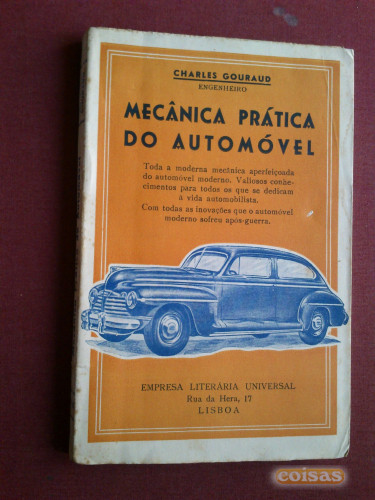 CHARLES GOURAUD
ENGENHEIRO
MECÂNICA PRÁTICA
DO AUTOMÓVEL
Toda a moderna mecânica aperfeiçoada
do automóvel moderno. Valiosos conhe-
cimentos para todos os que se dedicam
a vida automobilista.
Com todas as inovações que o automóvel
moderno sofreu após-guerra.
EMPRESA LITERÁRIA UNIVERSAL
Rua da Hera, 17
LISBOA
coisas